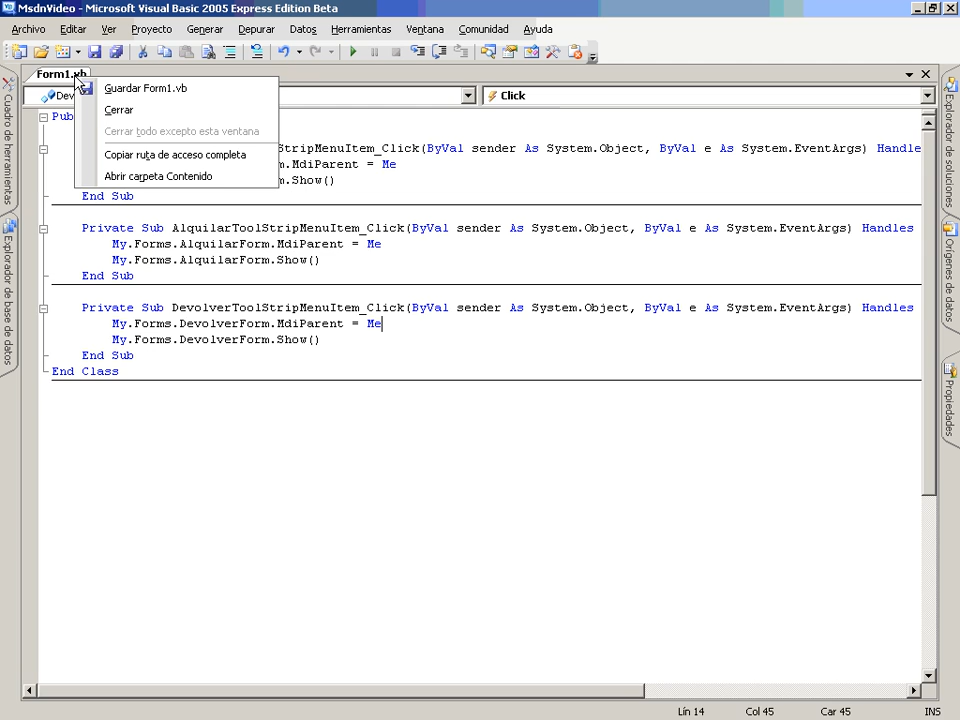 MsdnVideo - Microsoft Visual Basic 2005 Express Edition Beta
Archivo Editar Ver Proyecto Generar Depurar Datos Herramientas Ventana Comunidad Ayuda
Form1.vb
Click
Guardar Form1.vb
Cerrar
Cerrar todo excepto esta ventana
Copiar ruta de acceso completa
Abrir carpeta Contenido
Pub
StripMenuItem_Click(ByVal sender As System.Object, ByVal e As System.EventArgs) Handles
m.MdiParent = Me
m.Show()
End Sub
Private Sub AlquilarToolStripMenuItem_Click(ByVal sender As System.Object, ByVal e As System.EventArgs) Handles
My.Forms.AlquilarForm.MdiParent = Me
My.Forms.AlquilarForm.Show()
End Sub
Private Sub DevolverToolStripMenuItem_Click(ByVal sender As System.Object, ByVal e As System.EventArgs) Handles
My.Forms.DevolverForm.MdiParent = Me
My.Forms.DevolverForm.Show()
End Sub
End Class
Cuadro de herramientas
Explorador de base de datos
Explorador de soluciones
Orígenes de datos
Propiedades
Lín 14 Col 45 Car 45 INS